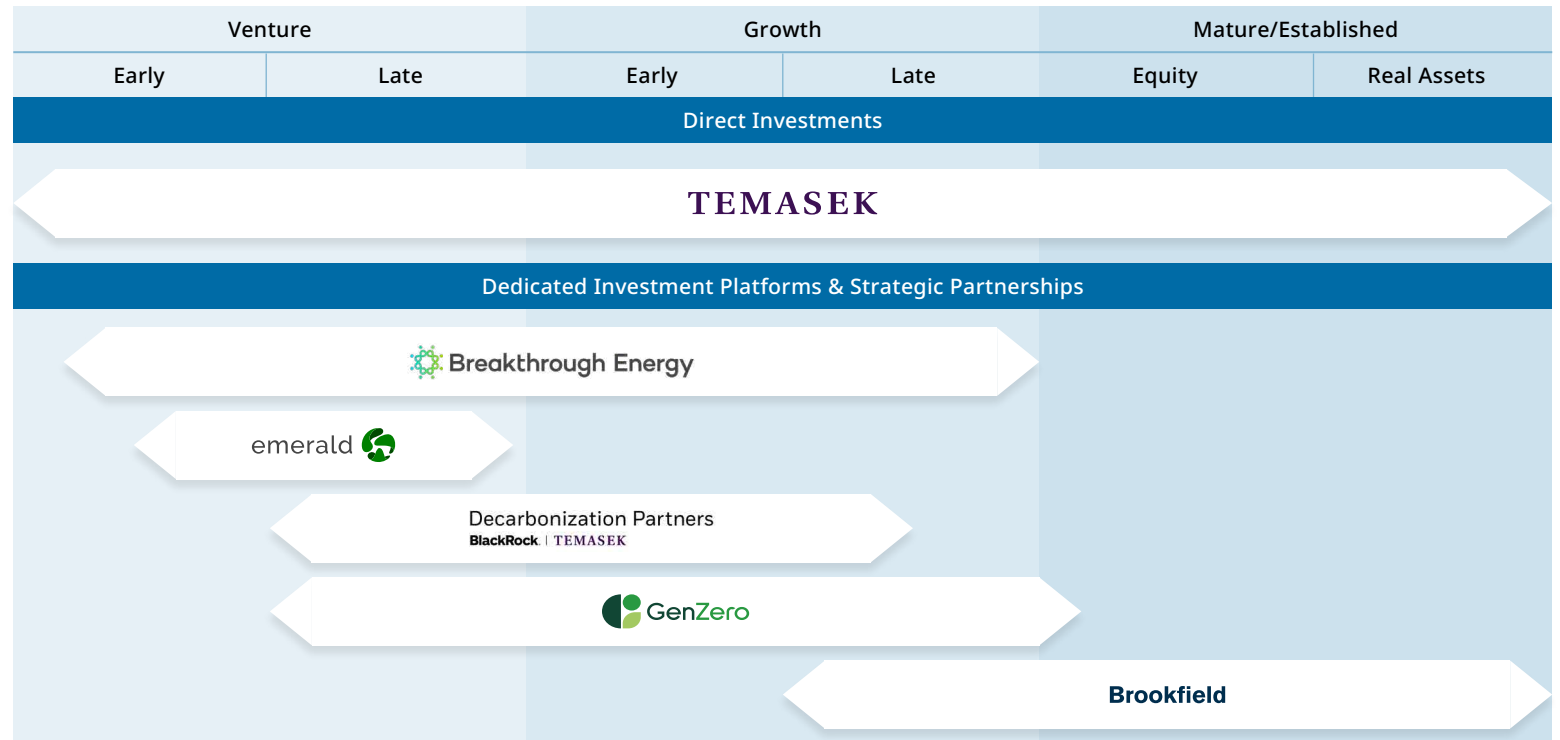 Venture Growth Mature/Established
Early Late Early Late Equity Real Assets
Direct Investments
TEMASEK
Dedicated Investment Platforms & Strategic Partnerships
Breakthrough Energy
emerald
Decarbonization Partners
BlackRock. | TEMASEK
GenZero
Brookfield